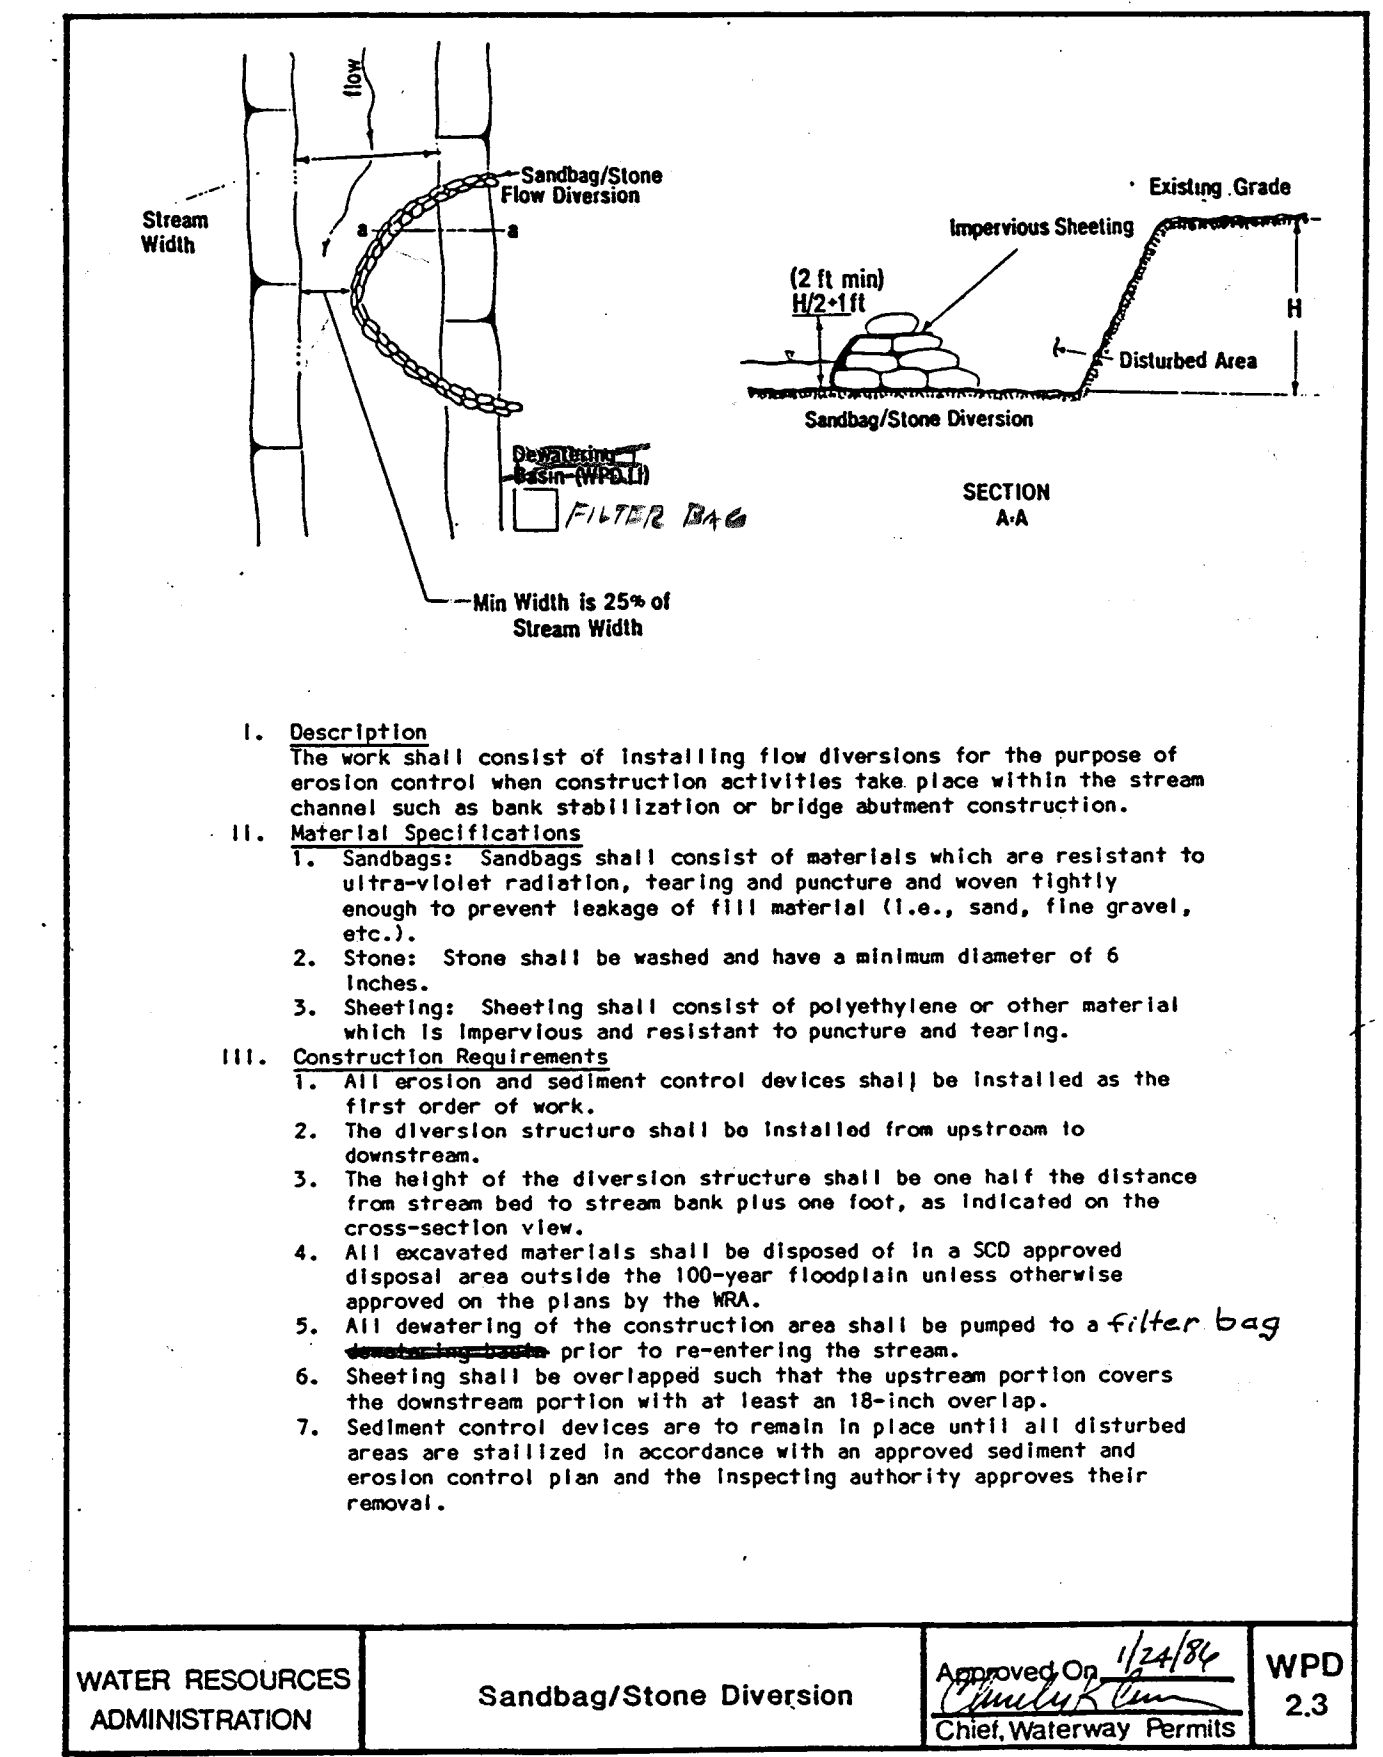 flow
Sandbag/Stone
Flow Diversion
Stream
Width
a
a
Existing Grade
Impervious Sheeting
(2 ft min)
H/2+1ft
H
Disturbed Area
Sandbag/Stone Diversion
Dewatering
Basin (WPD1.1)
FILTER BAG
SECTION
A-A
Min Width is 25% of
Stream Width
I. Description
The work shall consist of installing flow diversions for the purpose of
erosion control when construction activities take place within the stream
channel such as bank stabilization or bridge abutment construction.
II. Material Specifications
1. Sandbags: Sandbags shall consist of materials which are resistant to
ultra-violet radiation, tearing and puncture and woven tightly
enough to prevent leakage of fill material (i.e., sand, fine gravel,
etc.).
2. Stone: Stone shall be washed and have a minimum diameter of 6
inches.
3. Sheeting: Sheeting shall consist of polyethylene or other material
which is impervious and resistant to puncture and tearing.
III. Construction Requirements
1. All erosion and sediment control devices shall be installed as the
first order of work.
2. The diversion structure shall be installed from upstream to
downstream.
3. The height of the diversion structure shall be one half the distance
from stream bed to stream bank plus one foot, as indicated on the
cross-section view.
4. All excavated materials shall be disposed of in a SCD approved
disposal area outside the 100-year floodplain unless otherwise
approved on the plans by the WRA.
5. All dewatering of the construction area shall be pumped to a filter bag
dewatering basin prior to re-entering the stream.
6. Sheeting shall be overlapped such that the upstream portion covers
the downstream portion with at least an 18-inch overlap.
7. Sediment control devices are to remain in place until all disturbed
areas are stailized in accordance with an approved sediment and
erosion control plan and the inspecting authority approves their
removal.
WATER RESOURCES
ADMINISTRATION
Sandbag/Stone Diversion
Approved On 1/24/86
Chief, Waterway Permits
WPD
2.3